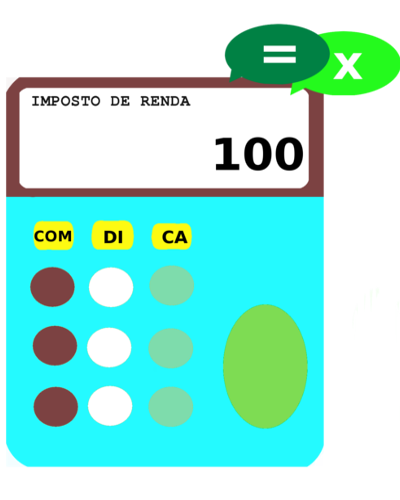 = x
IMPOSTO DE RENDA
100
COM DI CA